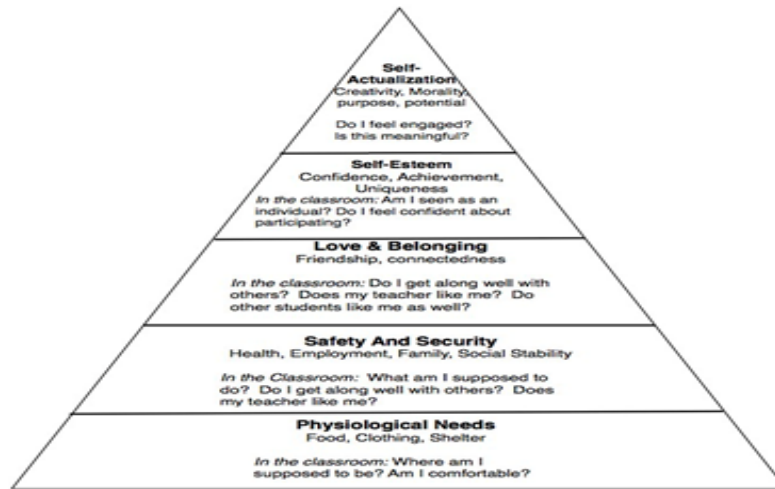 Self-
Actualization
Creativity, Morality,
purpose, potential
Do I feel engaged?
Is this meaningful?
Self-Esteem
Confidence, Achievement,
Uniqueness
In the classroom: Am I seen as an
individual? Do I feel confident about
participating?
Love & Belonging
Friendship, connectedness
In the classroom: Do I get along well with
others? Does my teacher like me? Do
other students like me as well?
Safety And Security
Health, Employment, Family, Social Stability
In the Classroom: What am I supposed to
do? Do I get along well with others? Does
my teacher like me?
Physiological Needs
Food, Clothing, Shelter
In the classroom: Where am I
supposed to be? Am I comfortable?